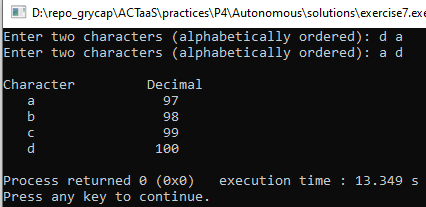 D:\repo_grycap\ACTaaS\practices\P4\Autonomous\solutions\exercise7.exe
Enter two characters (alphabetically ordered): d a
Enter two characters (alphabetically ordered): a d
Character Decimal
a 97
b 98
c 99
d 100
Process returned 0 (0x0) execution time : 13.349 s
Press any key to continue.